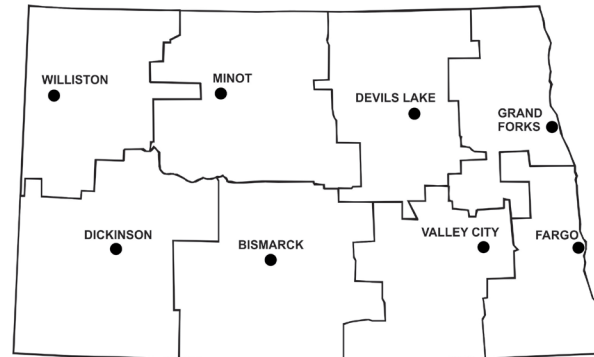 WILLISTON
MINOT
DEVILS LAKE
GRAND
FORKS
DICKINSON
BISMARCK
VALLEY CITY
FARGO